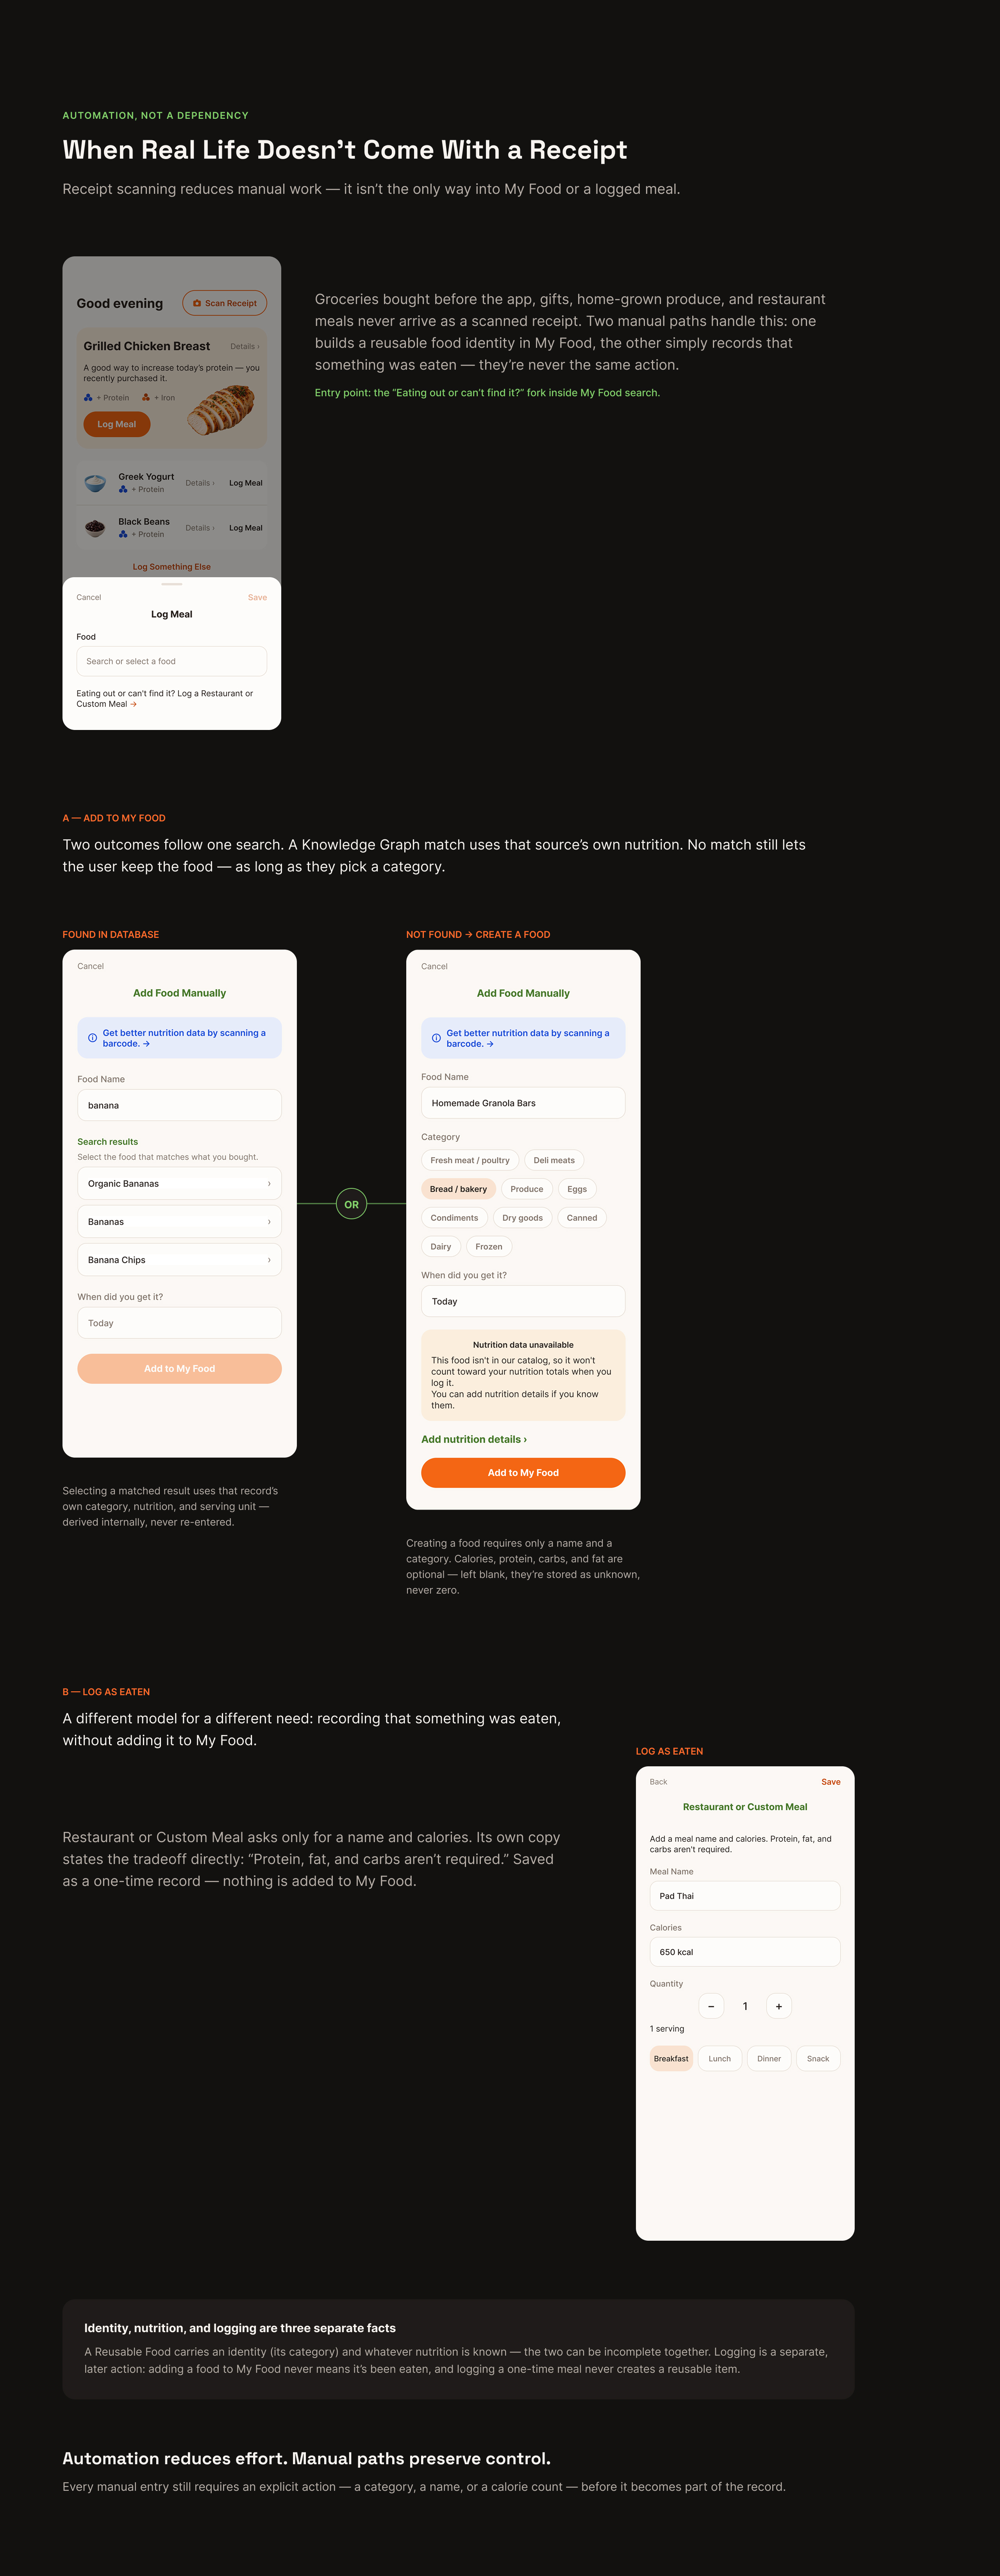 AUTOMATION, NOT A DEPENDENCY
When Real Life Doesn’t Come With a Receipt
Receipt scanning reduces manual work — it isn’t the only way into My Food or a logged meal.
Good evening
Scan Receipt
Grilled Chicken Breast
Details ›
A good way to increase today’s protein — you
recently purchased it.
+ Protein
+ Iron
Log Meal
Greek Yogurt
+ Protein
Details ›
Log Meal
Black Beans
+ Protein
Details ›
Log Meal
Log Something Else
Cancel
Save
Log Meal
Food
Search or select a food
Eating out or can’t find it? Log a Restaurant or
Custom Meal →
Groceries bought before the app, gifts, home-grown produce, and restaurant
meals never arrive as a scanned receipt. Two manual paths handle this: one
builds a reusable food identity in My Food, the other simply records that
something was eaten — they’re never the same action.
Entry point: the “Eating out or can’t find it?” fork inside My Food search.
A — ADD TO MY FOOD
Two outcomes follow one search. A Knowledge Graph match uses that source’s own nutrition. No match still lets
the user keep the food — as long as they pick a category.
FOUND IN DATABASE
Cancel
Add Food Manually
Get better nutrition data by scanning a
barcode. →
Food Name
banana
Search results
Select the food that matches what you bought.
Organic Bananas ›
Bananas ›
Banana Chips ›
When did you get it?
Today
Add to My Food
Selecting a matched result uses that record’s
own category, nutrition, and serving unit —
derived internally, never re-entered.
OR
NOT FOUND → CREATE A FOOD
Cancel
Add Food Manually
Get better nutrition data by scanning a
barcode. →
Food Name
Homemade Granola Bars
Category
Fresh meat / poultry
Deli meats
Bread / bakery
Produce
Eggs
Condiments
Dry goods
Canned
Dairy
Frozen
When did you get it?
Today
Nutrition data unavailable
This food isn't in our catalog, so it won't
count toward your nutrition totals when you
log it.
You can add nutrition details if you know
them.
Add nutrition details ›
Add to My Food
Creating a food requires only a name and a
category. Calories, protein, carbs, and fat are
optional — left blank, they’re stored as unknown,
never zero.
B — LOG AS EATEN
A different model for a different need: recording that something was eaten,
without adding it to My Food.
Restaurant or Custom Meal asks only for a name and calories. Its own copy
states the tradeoff directly: “Protein, fat, and carbs aren’t required.” Saved
as a one-time record — nothing is added to My Food.
LOG AS EATEN
Back
Save
Restaurant or Custom Meal
Add a meal name and calories. Protein, fat, and
carbs aren’t required.
Meal Name
Pad Thai
Calories
650 kcal
Quantity
− 1 +
1 serving
Breakfast
Lunch
Dinner
Snack
Identity, nutrition, and logging are three separate facts
A Reusable Food carries an identity (its category) and whatever nutrition is known — the two can be incomplete together. Logging is a separate,
later action: adding a food to My Food never means it’s been eaten, and logging a one-time meal never creates a reusable item.
Automation reduces effort. Manual paths preserve control.
Every manual entry still requires an explicit action — a category, a name, or a calorie count — before it becomes part of the record.